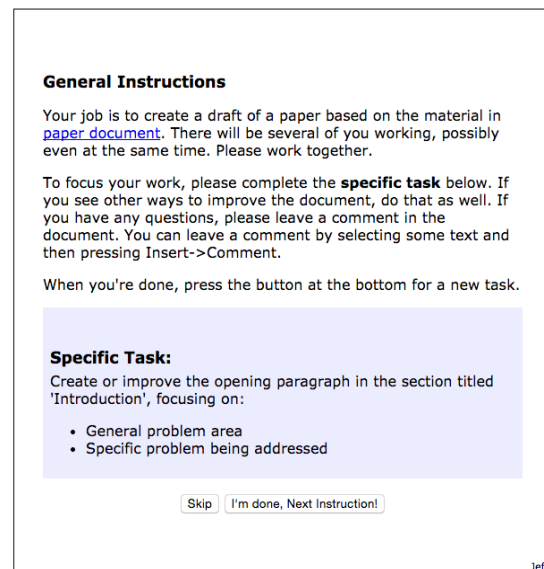 General Instructions
Your job is to create a draft of a paper based on the material in
paper document. There will be several of you working, possibly
even at the same time. Please work together.
To focus your work, please complete the specific task below. If
you see other ways to improve the document, do that as well. If
you have any questions, please leave a comment in the
document. You can leave a comment by selecting some text and
then pressing Insert->Comment.
When you're done, press the button at the bottom for a new task.
Specific Task:
Create or improve the opening paragraph in the section titled
'Introduction', focusing on:
• General problem area
• Specific problem being addressed
Skip I'm done, Next Instruction!